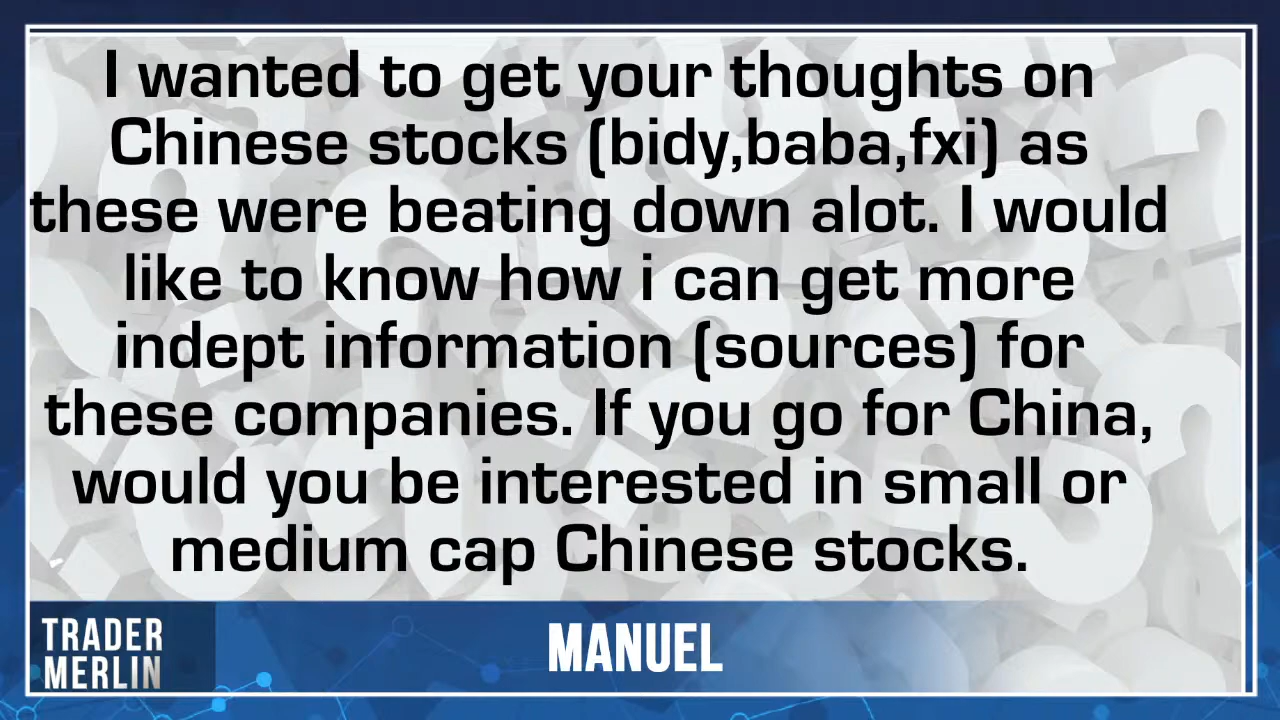 I wanted to get your thoughts on
Chinese stocks (bidy,baba,fxi) as
these were beating down alot. I would
like to know how i can get more
indept information (sources) for
these companies. If you go for China,
would you be interested in small or
medium cap Chinese stocks.
TRADER
MERLIN
MANUEL